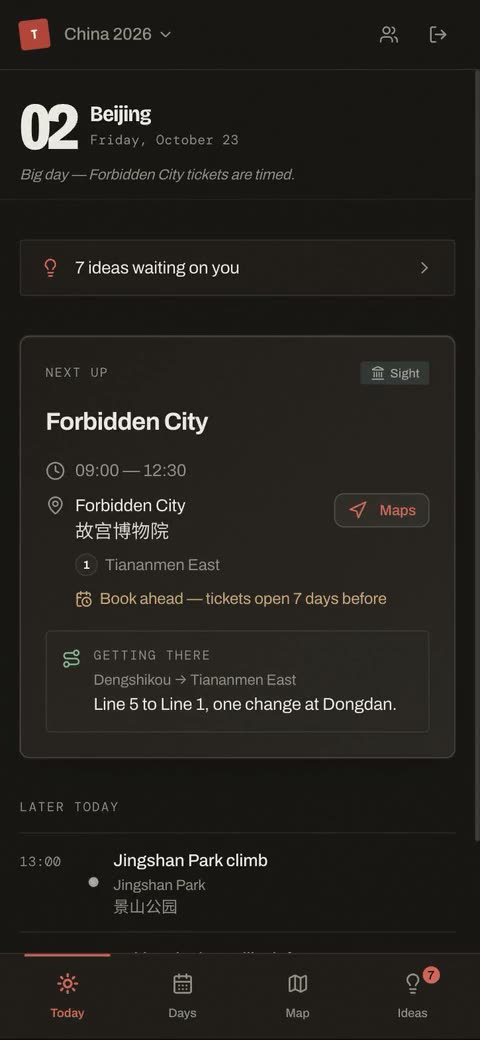 T
China 2026
02
Beijing
Friday, October 23
Big day — Forbidden City tickets are timed.
7 ideas waiting on you
NEXT UP
Sight
Forbidden City
09:00 — 12:30
Forbidden City
Maps
故宫博物院
1 Tiananmen East
Book ahead — tickets open 7 days before
GETTING THERE
Dengshikou → Tiananmen East
Line 5 to Line 1, one change at Dongdan.
LATER TODAY
13:00
Jingshan Park climb
Jingshan Park
景山公园
7
Today
Days
Map
Ideas